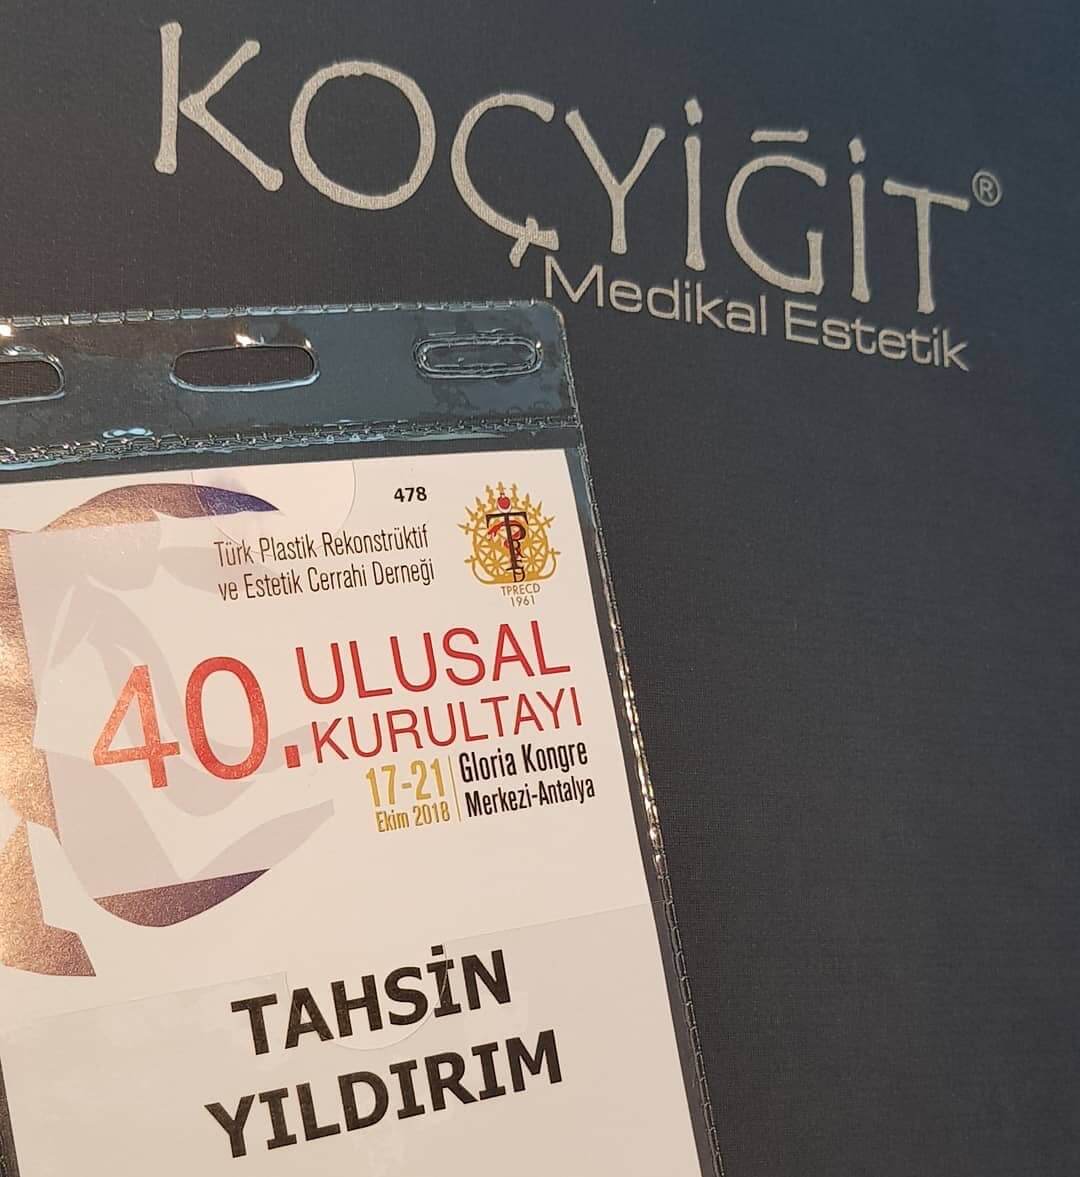 KOÇYİĞİT®
Medikal Estetik
478
Türk Plastik Rekonstrüktif
ve Estetik Cerrahi Derneği
TPRECD
1961
40. ULUSAL
KURULTAYI
17-21
Ekim 2018
Gloria Kongre
Merkezi-Antalya
TAHSİN
YILDIRIM